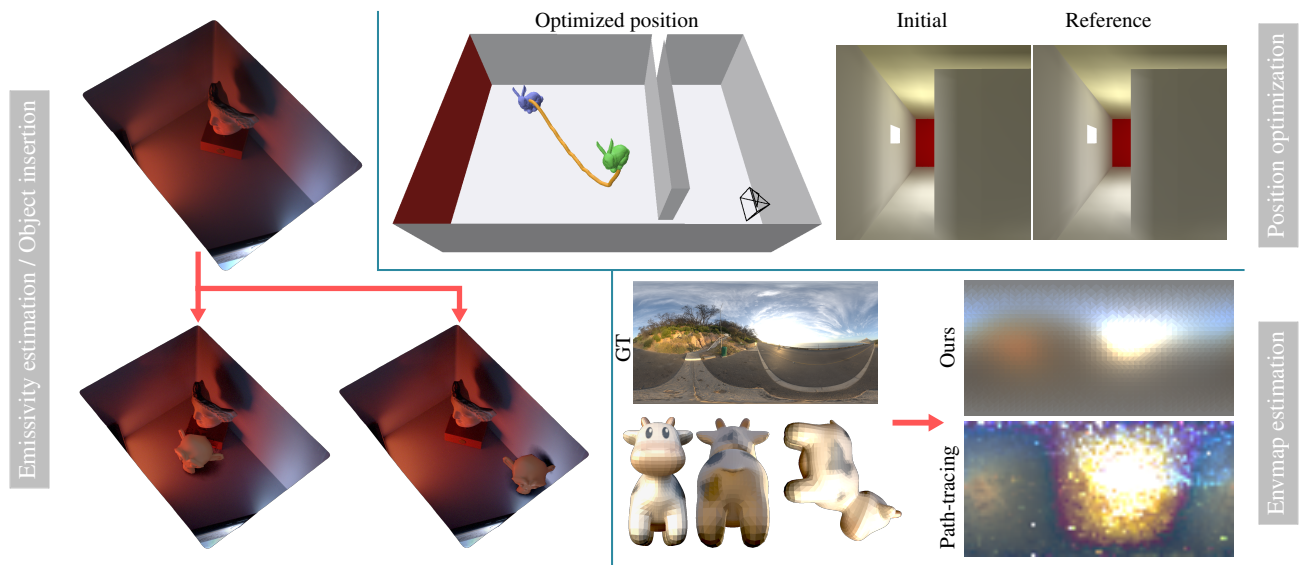 Emissivity estimation / Object insertion
Optimized position
Initial
Reference
Position optimization
GT
Ours
Path-tracing
Envmap estimation